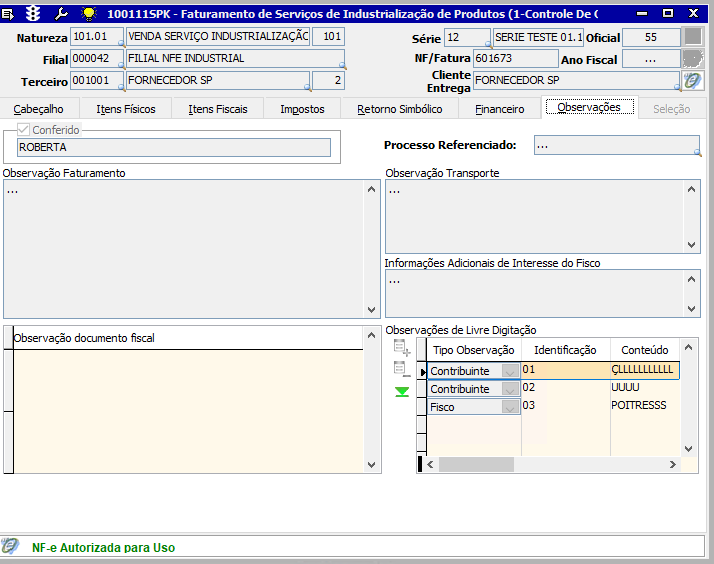 100111SPK - Faturamento de Serviços de Industrialização de Produtos (1-Controle De C
Natureza 101.01 VENDA SERVIÇO INDUSTRIALIZAÇÃO 101 Série 12 SERIE TESTE 01.1 Oficial 55
Filial 000042 FILIAL NFE INDUSTRIAL NF/Fatura 601673 Ano Fiscal ...
Terceiro 001001 FORNECEDOR SP 2 Cliente Entrega FORNECEDOR SP
Cabeçalho Itens Físicos Itens Fiscais Impostos Retorno Simbólico Financeiro Observações Seleção
Conferido
ROBERTA
Processo Referenciado: ...
Observação Faturamento
...
Observação Transporte
...
Informações Adicionais de Interesse do Fisco
...
Observação documento fiscal
Observações de Livre Digitação
Tipo Observação Identificação Conteúdo
Contribuinte 01 ÇLLLLLLLLLLL
Contribuinte 02 UUUU
Fisco 03 POITRESSS
NF-e Autorizada para Uso